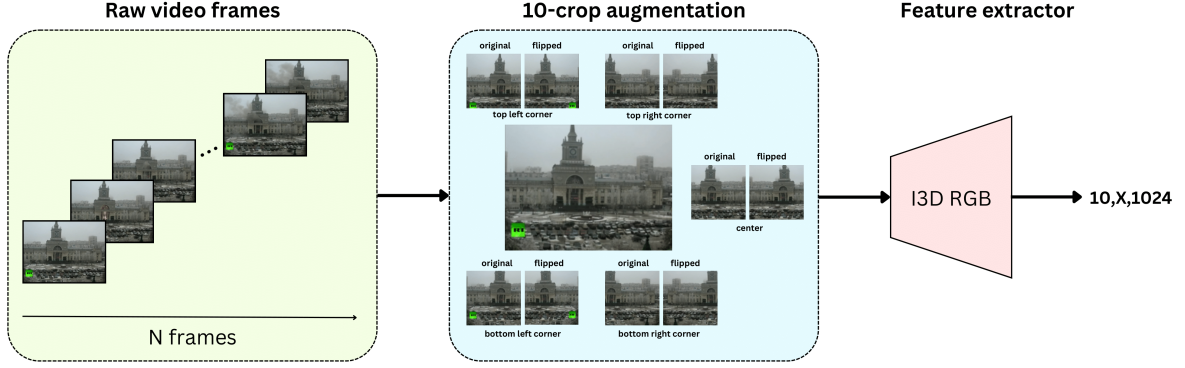 Raw video frames
10-crop augmentation
Feature extractor
original flipped
original flipped
top left corner
top right corner
original flipped
center
original flipped
original flipped
bottom left corner
bottom right corner
N frames
I3D RGB
10,X,1024